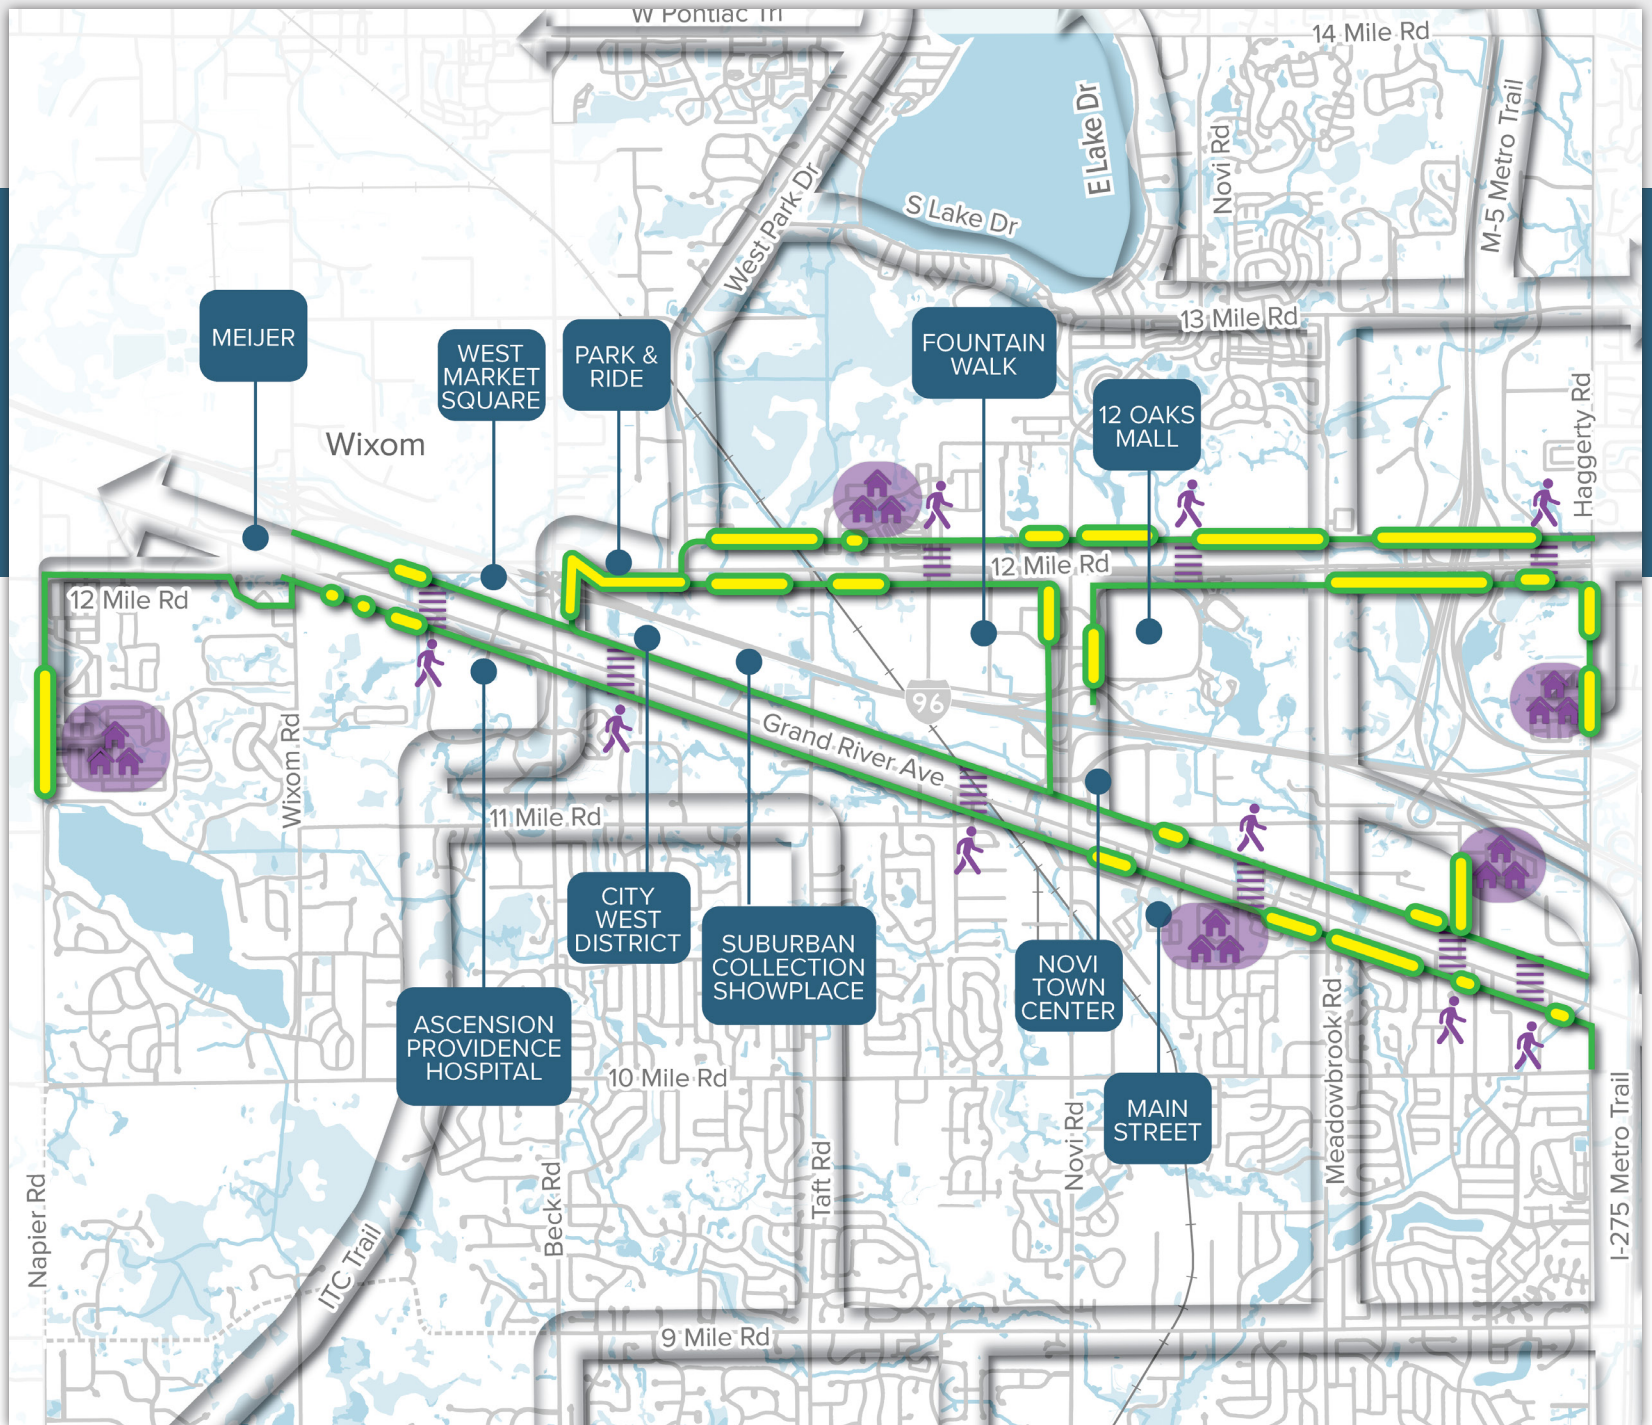 W Pontiac Trl
14 Mile Rd
E Lake Dr
Novi Rd
M-5 Metro Trail
West Park Dr
S Lake Dr
13 Mile Rd
MEIJER
WEST
MARKET
SQUARE
PARK &
RIDE
FOUNTAIN
WALK
12 OAKS
MALL
Haggerty Rd
Wixom
12 Mile Rd
12 Mile Rd
96
Grand River Ave
Wixom Rd
11 Mile Rd
CITY
WEST
DISTRICT
SUBURBAN
COLLECTION
SHOWPLACE
NOVI
TOWN
CENTER
ASCENSION
PROVIDENCE
HOSPITAL
10 Mile Rd
MAIN
STREET
Meadowbrook Rd
I-275 Metro Trail
Napier Rd
ITC Trail
Beck Rd
Taft Rd
Novi Rd
9 Mile Rd